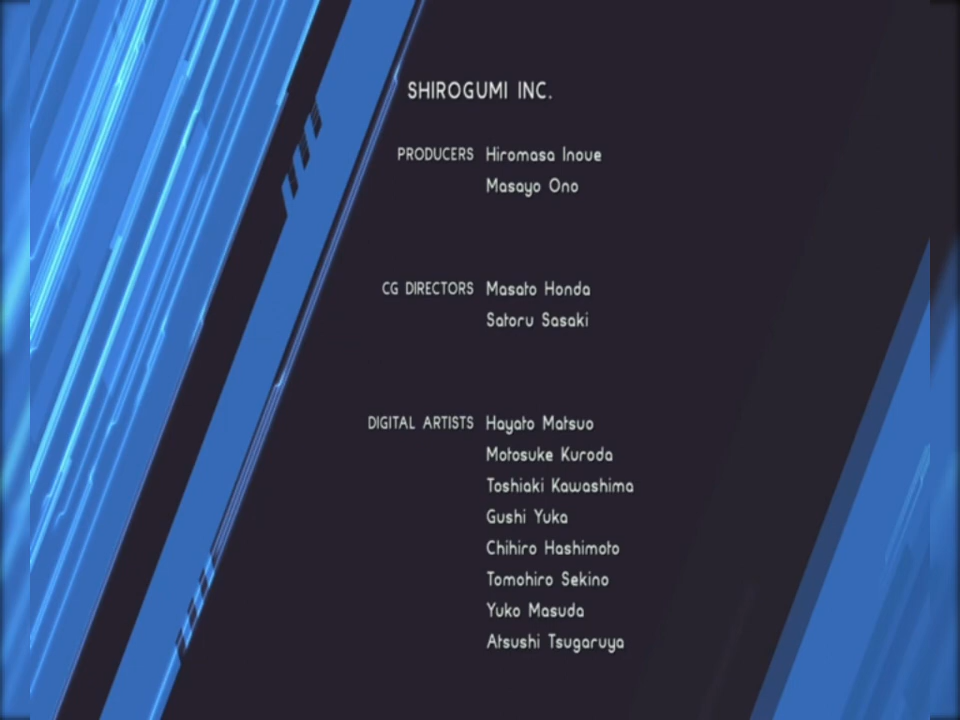 SHIROGUMI INC.
PRODUCERS Hiromasa Inoue
Masayo Ono
CG DIRECTORS Masato Honda
Satoru Sasaki
DIGITAL ARTISTS Hayato Matsuo
Motosuke Kuroda
Toshiaki Kawashima
Gushi Yuka
Chihiro Hashimoto
Tomohiro Sekino
Yuko Masuda
Atsushi Tsugaruya